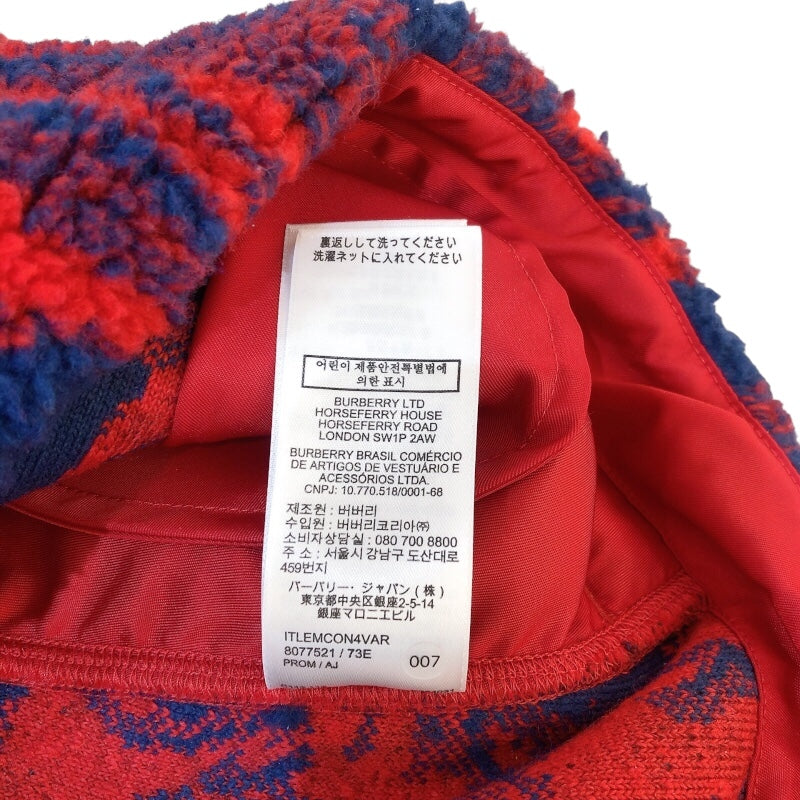 裏返しして洗ってください
洗濯ネットに入れてください
어린이 제품안전특별법에
의한 표시
BURBERRY LTD
HORSEFERRY HOUSE
HORSEFERRY ROAD
LONDON SW1P 2AW
BURBERRY BRASIL COMÉRCIO
DE ARTIGOS DE VESTUÁRIO E
ACESSÓRIOS LTDA.
CNPJ: 10.770.518/0001-68
제조원 : 버버리
수입원 : 버버리코리아㈜
소비자상담실 : 080 700 8800
주 소 : 서울시 강남구 도산대로
459번지
バーバリー・ジャパン(株)
東京都中央区銀座2-5-14
銀座マロニエビル
ITLEMCON4VAR
8077521 / 73E
PROM / AJ 007